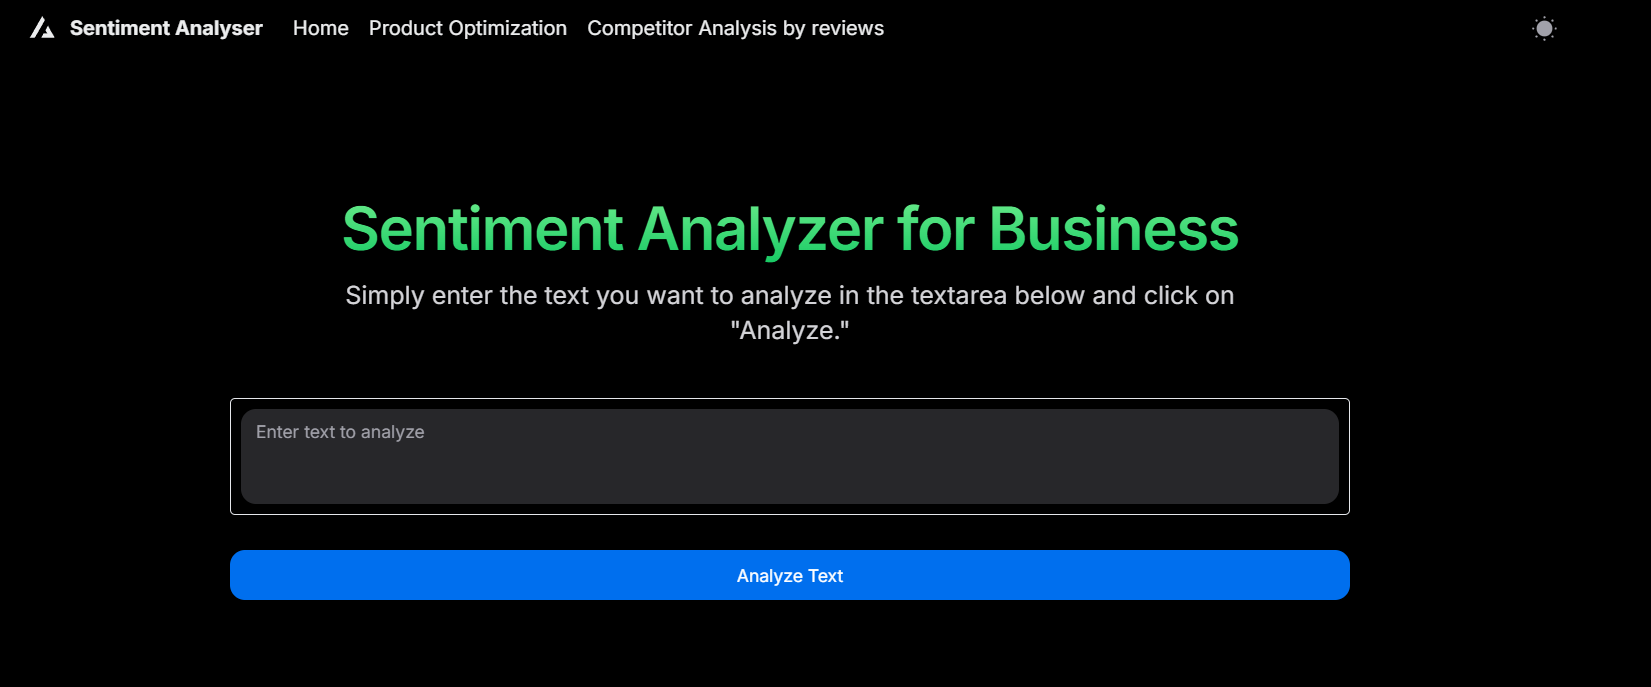 Sentiment Analyser Home Product Optimization Competitor Analysis by reviews
Sentiment Analyzer for Business
Simply enter the text you want to analyze in the textarea below and click on
"Analyze."
Enter text to analyze
Analyze Text